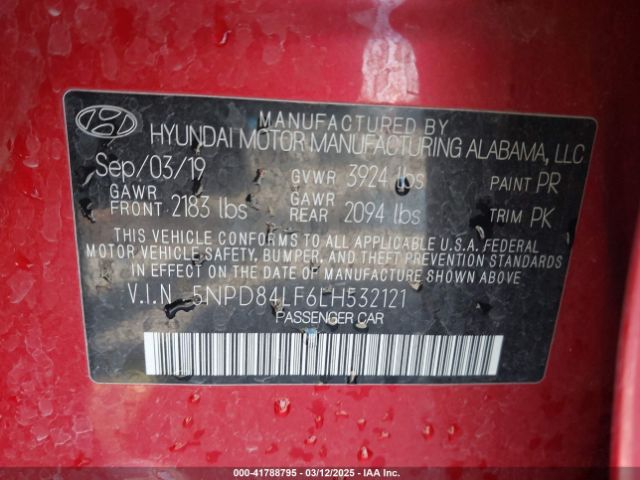 MANUFACTURED BY
HYUNDAI MOTOR MANUFACTURING ALABAMA, LLC
Sep/03/19 GVWR 3924 lbs PAINT PR
GAWR FRONT 2183 lbs GAWR REAR 2094 lbs TRIM PK
THIS VEHICLE CONFORMS TO ALL APPLICABLE U.S.A. FEDERAL
MOTOR VEHICLE SAFETY, BUMPER, AND THEFT PREVENTION STANDARDS
IN EFFECT ON THE DATE OF MANUFACTURE SHOWN ABOVE
V.I.N. 5NPD84LF6LH532121
PASSENGER CAR
000-41788795 - 03/12/2025 - IAA Inc.